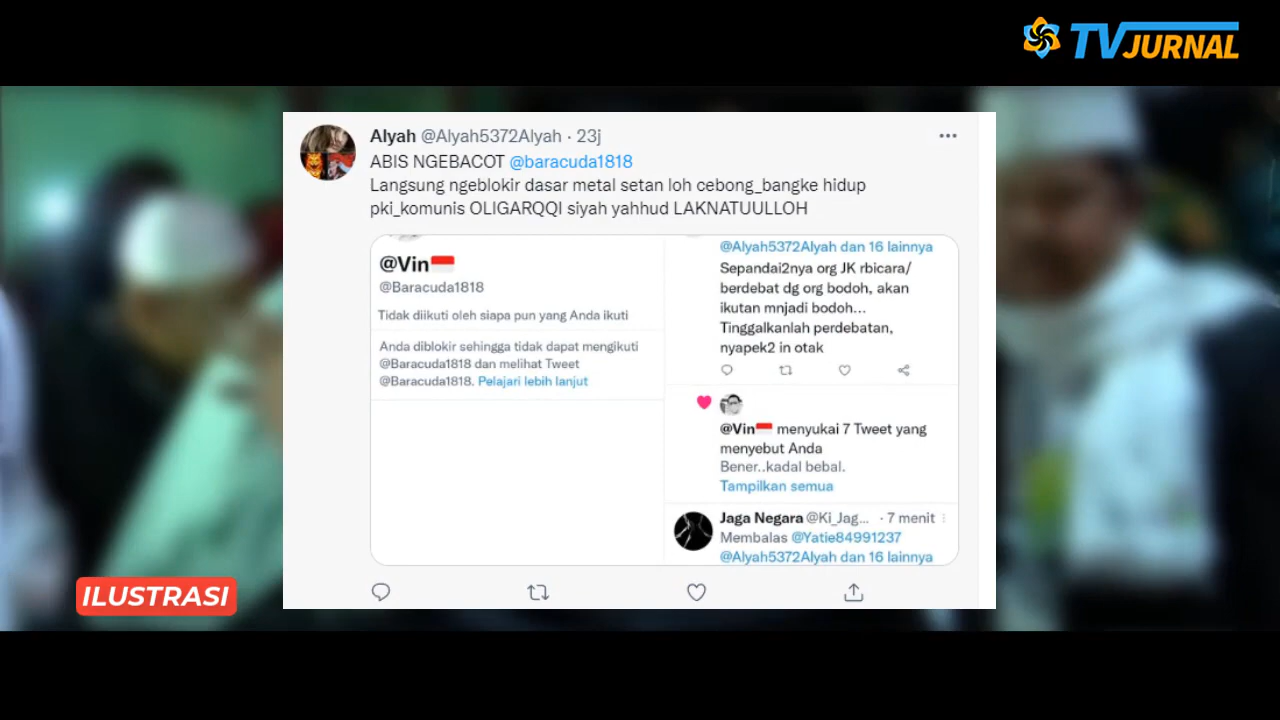 TVJURNAL
Alyah @Alyah5372Alyah · 23j
ABIS NGEBACOT @baracuda1818
Langsung ngeblokir dasar metal setan loh cebong_bangke hidup
pki_komunis OLIGARQQI siyah yahhud LAKNATUULLOH
@Vin
@Baracuda1818
Tidak diikuti oleh siapa pun yang Anda ikuti
Anda diblokir sehingga tidak dapat mengikuti
@Baracuda1818 dan melihat Tweet
@Baracuda1818. Pelajari lebih lanjut
@Alyah5372Alyah dan 16 lainnya
Sepandai2nya org JK rbicara/
berdebat dg org bodoh, akan
ikutan mnjadi bodoh...
Tinggalkanlah perdebatan,
nyapek2 in otak
@Vin menyukai 7 Tweet yang
menyebut Anda
Bener..kadal bebal.
Tampilkan semua
Jaga Negara @Ki_Jag... · 7 menit
Membalas @Yatie84991237
@Alyah5372Alyah dan 16 lainnya
ILUSTRASI